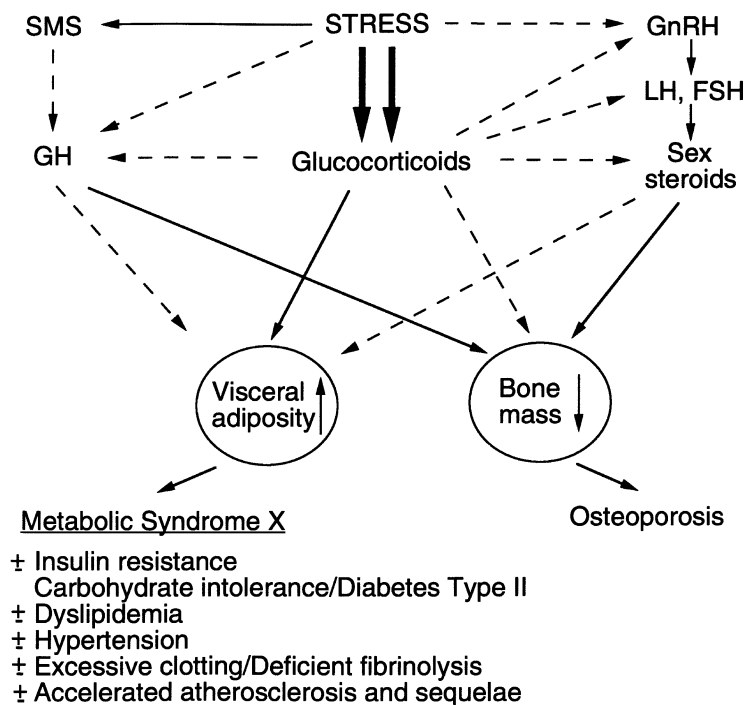 SMS
STRESS
GnRH
LH, FSH
GH
Glucocorticoids
Sex
steroids
Visceral
adiposity
Bone
mass
Metabolic Syndrome X
Osteoporosis
± Insulin resistance
Carbohydrate intolerance/Diabetes Type II
± Dyslipidemia
± Hypertension
± Excessive clotting/Deficient fibrinolysis
± Accelerated atherosclerosis and sequelae